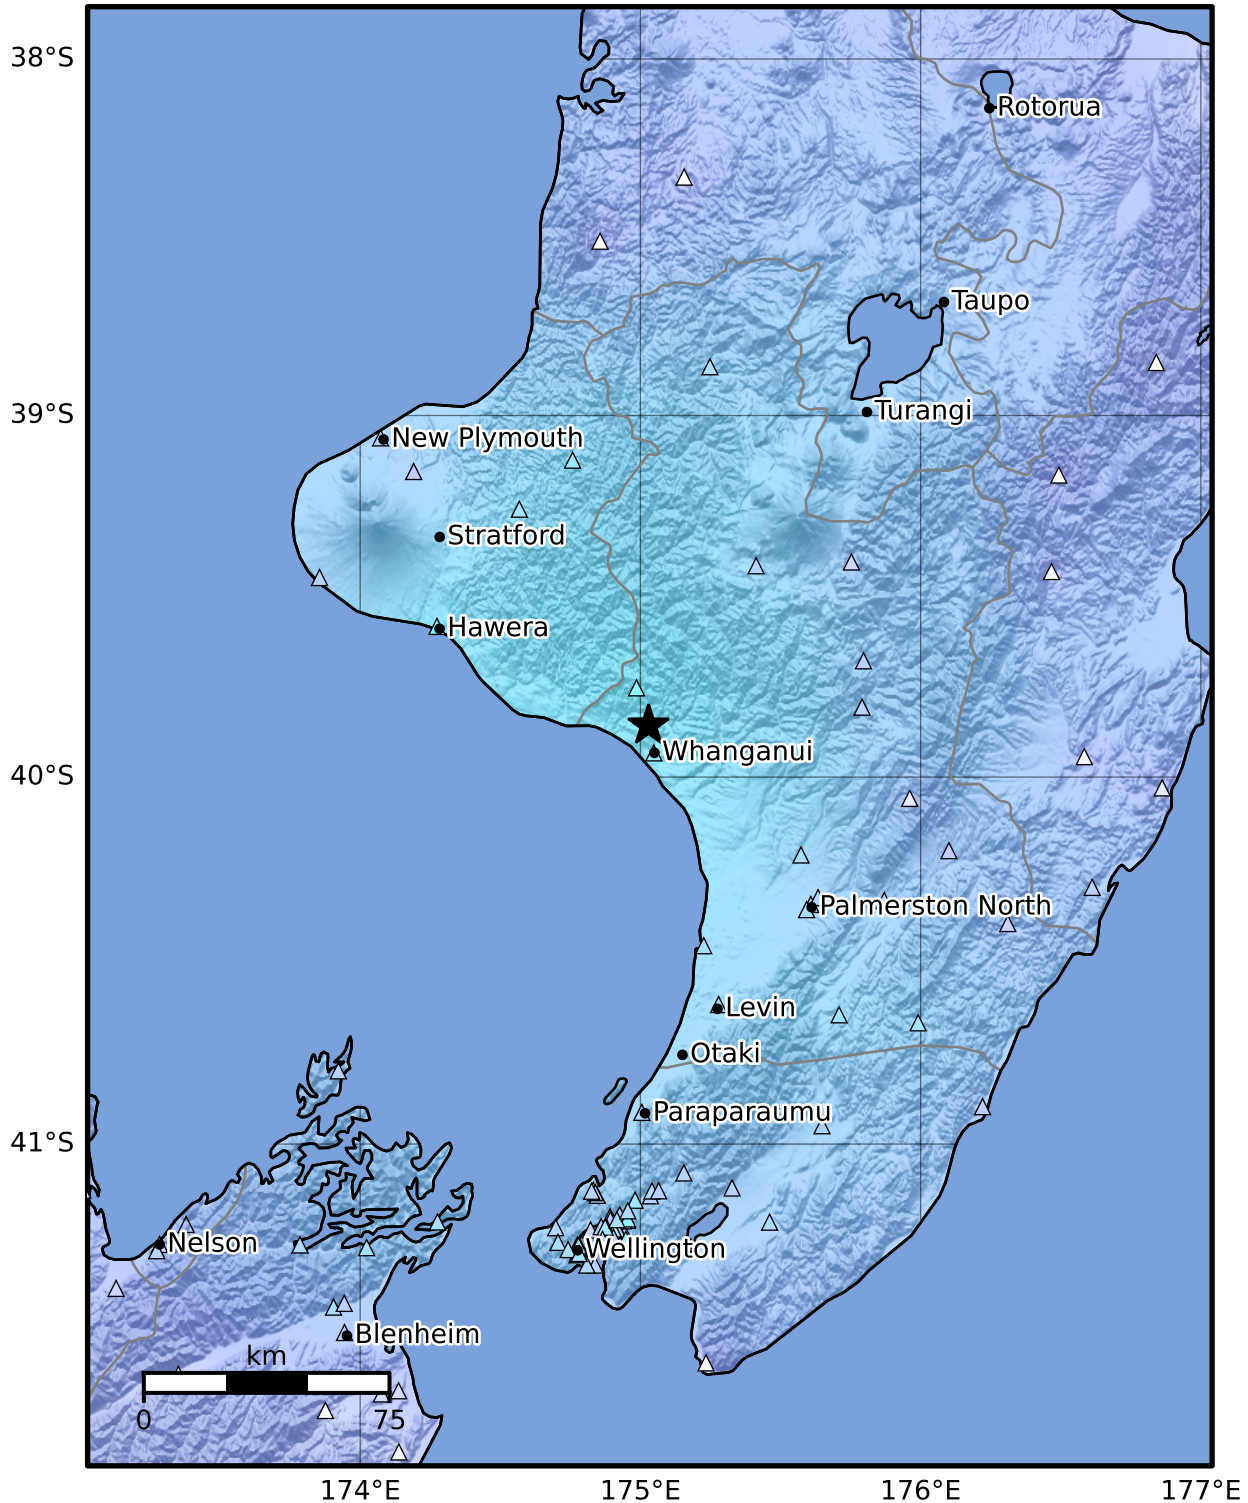 38°S
Rotorua
Taupo
39°S
Turangi
New Plymouth
Stratford
Hawera
Whanganui
40°S
Palmerston North
Levin
Otaki
Paraparaumu
41°S
Nelson
Wellington
Blenheim
km
0 75
174°E 175°E 176°E 177°E